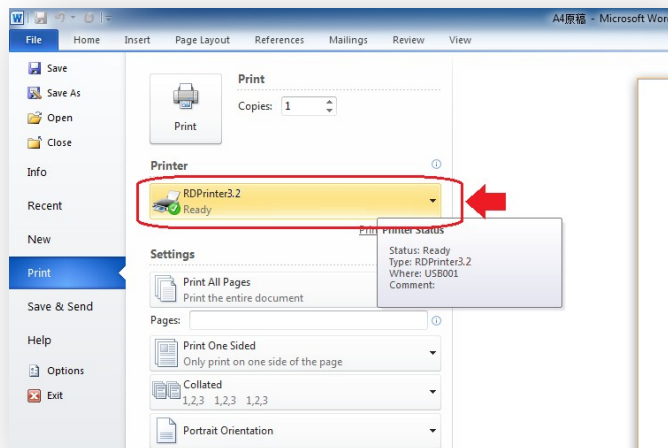 A4原稿 - Microsoft Wor
File Home Insert Page Layout References Mailings Review View
Save
Save As
Open
Close
Info
Recent
New
Print
Save & Send
Help
Options
Exit
Print
Print
Copies: 1
Printer
RDPrinter3.2
Ready
Prin
Printer Status
Status: Ready
Type: RDPrinter3.2
Where: USB001
Comment:
Settings
Print All Pages
Print the entire document
Pages:
Print One Sided
Only print on one side of the page
Collated
1,2,3 1,2,3 1,2,3
Portrait Orientation